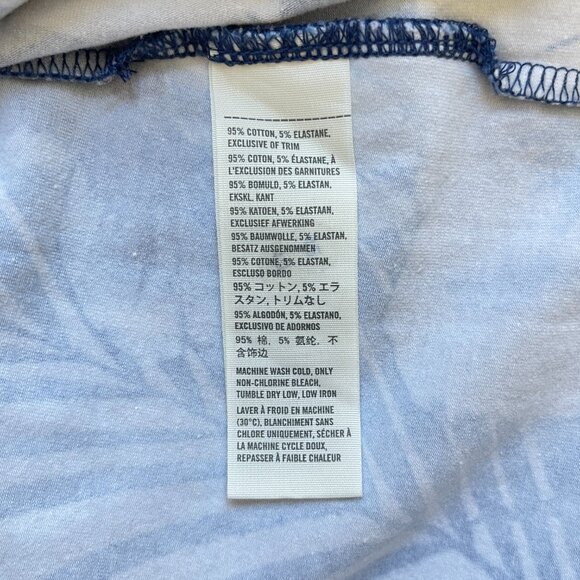 95% COTTON, 5% ELASTANE,
EXCLUSIVE OF TRIM
95% COTON, 5% ÉLASTANE, À
L'EXCLUSION DES GARNITURES
95% BOMULD, 5% ELASTAN.
EKSKL. KANT
95% KATOEN, 5% ELASTAAN,
EXCLUSIEF AFWERKING
95% BAUMWOLLE, 5% ELASTAN,
BESATZ AUSGENOMMEN
95% COTONE, 5% ELASTAN,
ESCLUSO BORDO
95% コットン, 5% エラ
スタン, トリムなし
95% ALGODÓN, 5% ELASTANO,
EXCLUSIVO DE ADORNOS
95% 棉, 5% 氨纶, 不
含饰边
MACHINE WASH COLD, ONLY
NON-CHLORINE BLEACH,
TUMBLE DRY LOW, LOW IRON
LAVER À FROID EN MACHINE
(30°C), BLANCHIMENT SANS
CHLORE UNIQUEMENT, SÉCHER À
LA MACHINE CYCLE DOUX,
REPASSER À FAIBLE CHALEUR